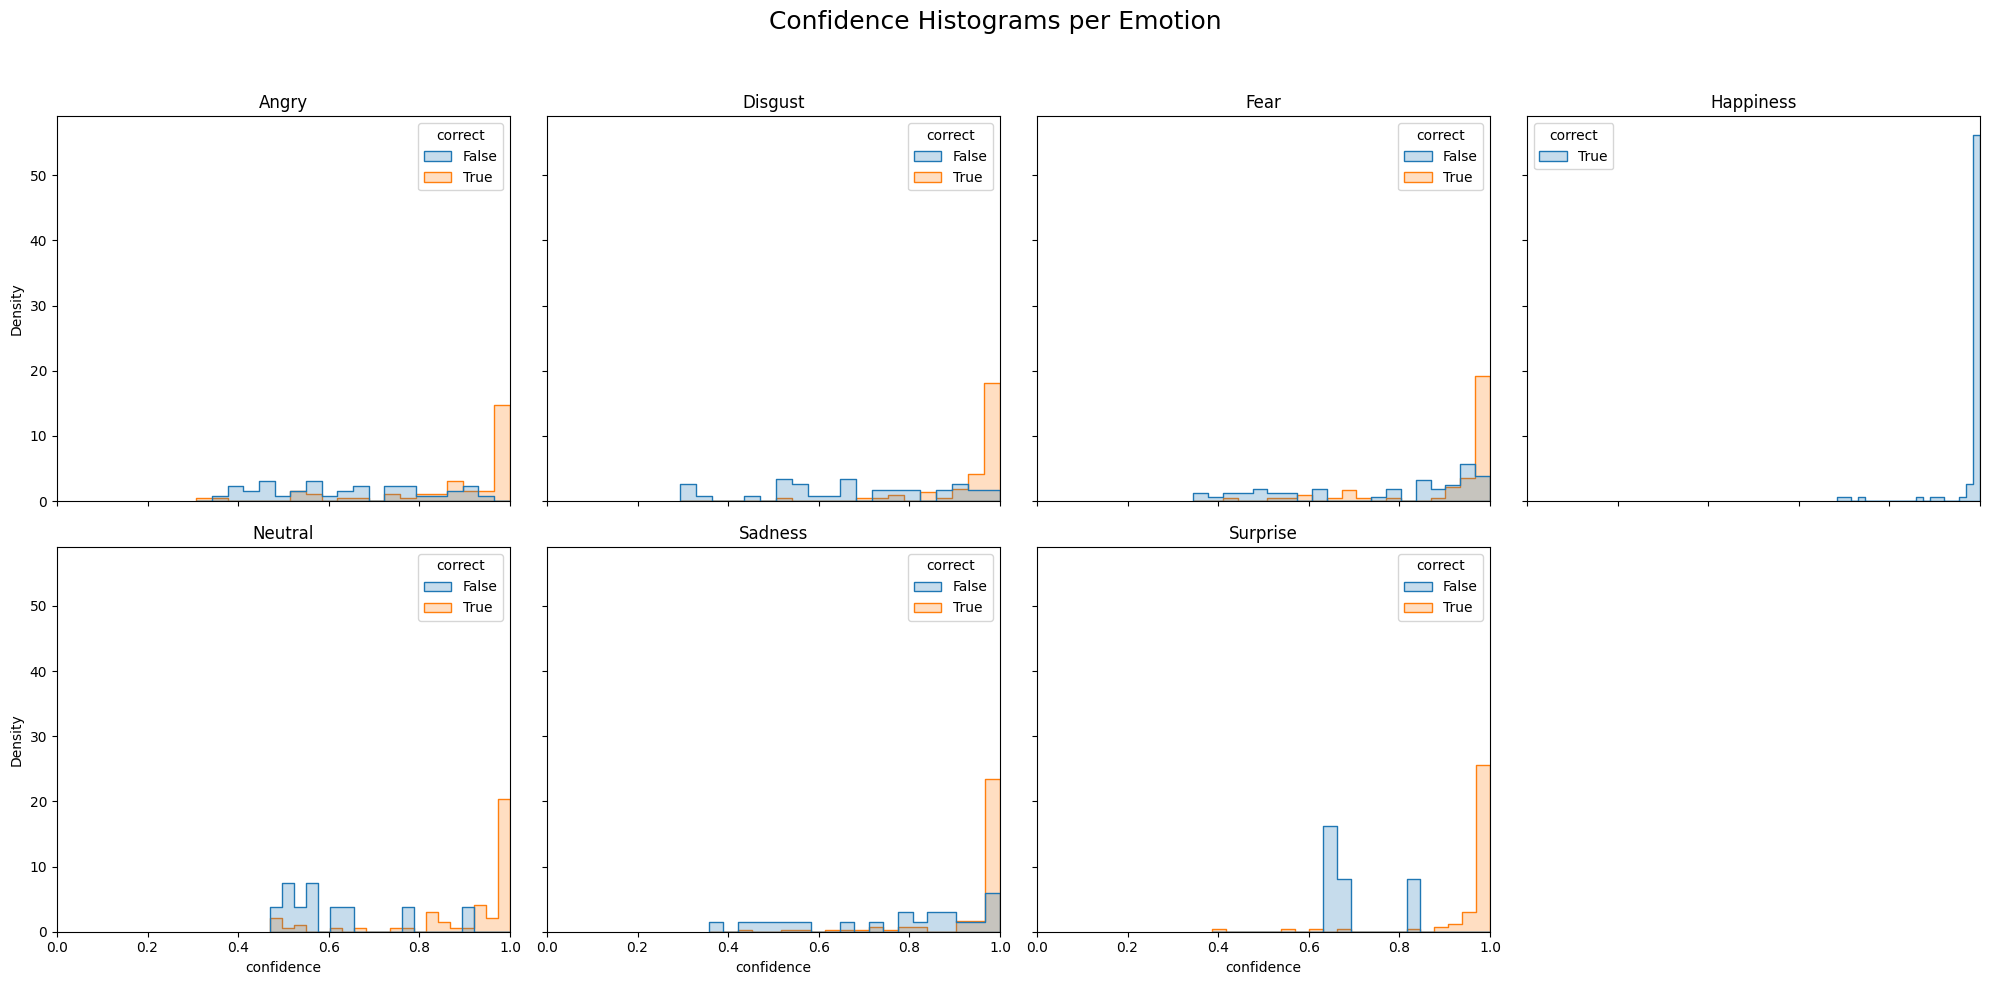 Confidence Histograms per Emotion
Angry
Disgust
Fear
Happiness
correct
False
True
correct
False
True
correct
False
True
correct
True
50
40
30
20
10
0
Density
Neutral
Sadness
Surprise
correct
False
True
correct
False
True
correct
False
True
50
40
30
20
10
0
Density
0.0 0.2 0.4 0.6 0.8 1.0
0.0 0.2 0.4 0.6 0.8 1.0
0.0 0.2 0.4 0.6 0.8 1.0
confidence
confidence
confidence